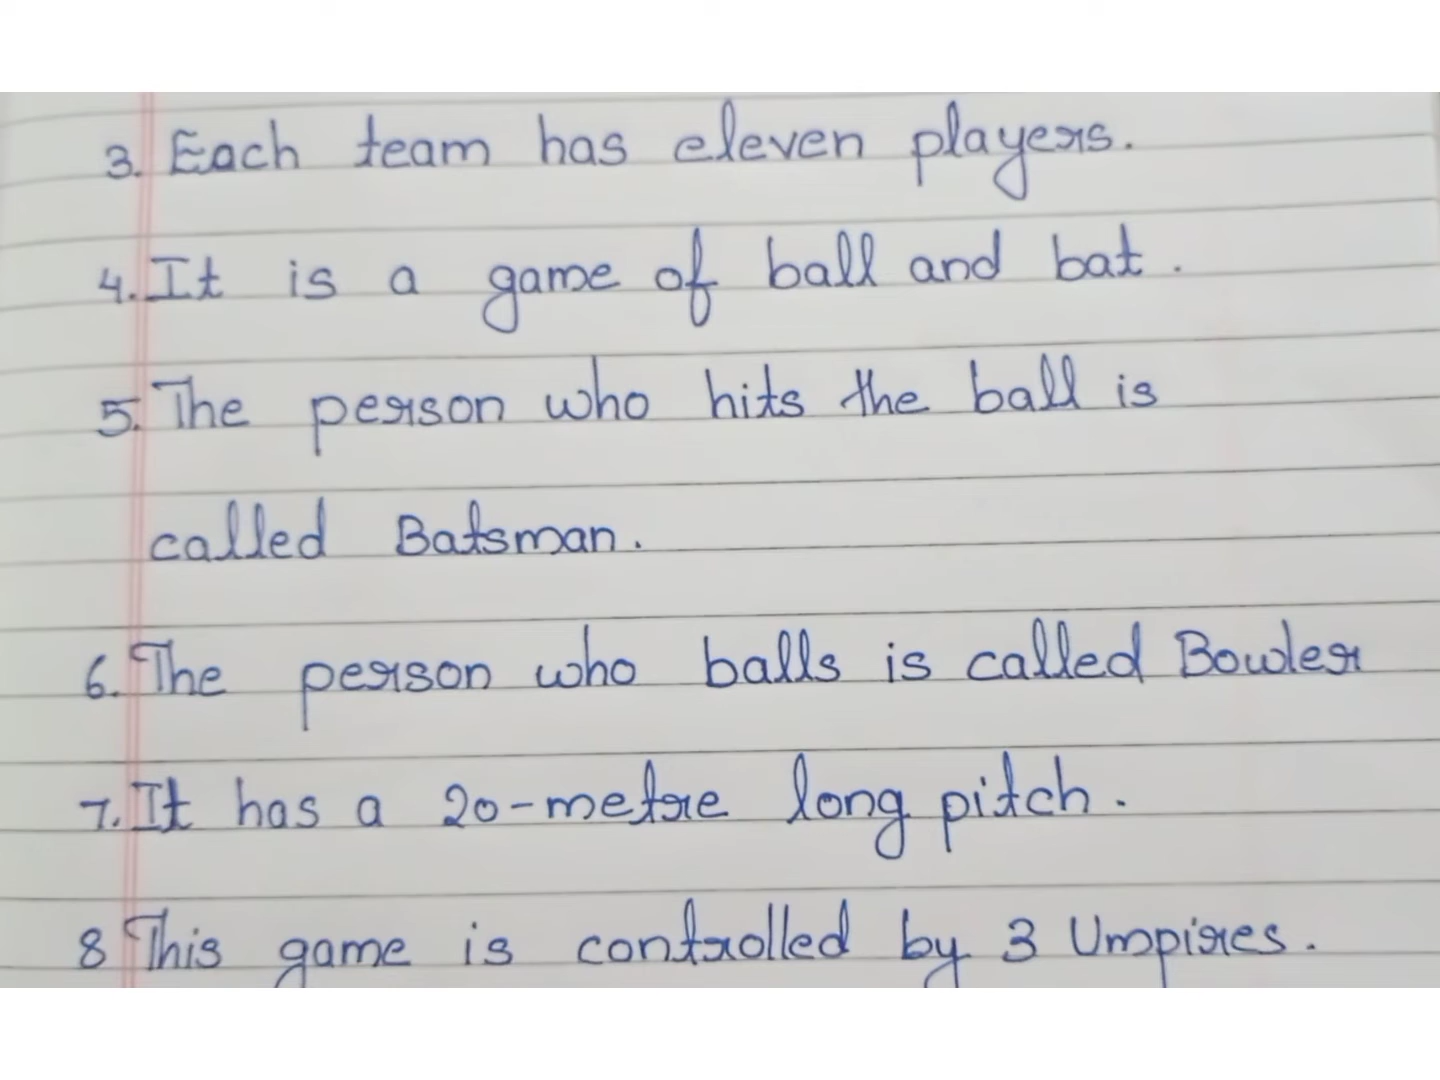 3. Each team has eleven players.
4. It is a game of ball and bat.
5. The person who hits the ball is
called Batsman.
6. The person who balls is called Bowler
7. It has a 20-metre long pitch.
8 This game is controlled by 3 Umpires.